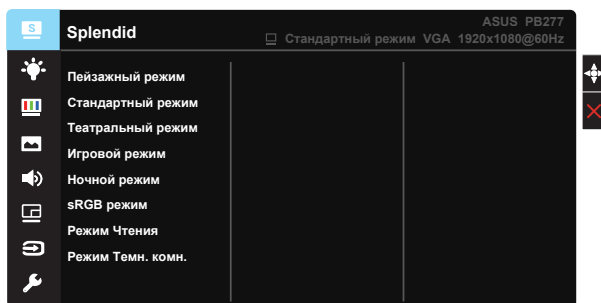 S
Splendid
ASUS PB277
Стандартный режим VGA 1920x1080@60Hz
Пейзажный режим
Стандартный режим
Театральный режим
Игровой режим
Ночной режим
sRGB режим
Режим Чтения
Режим Темн. комн.